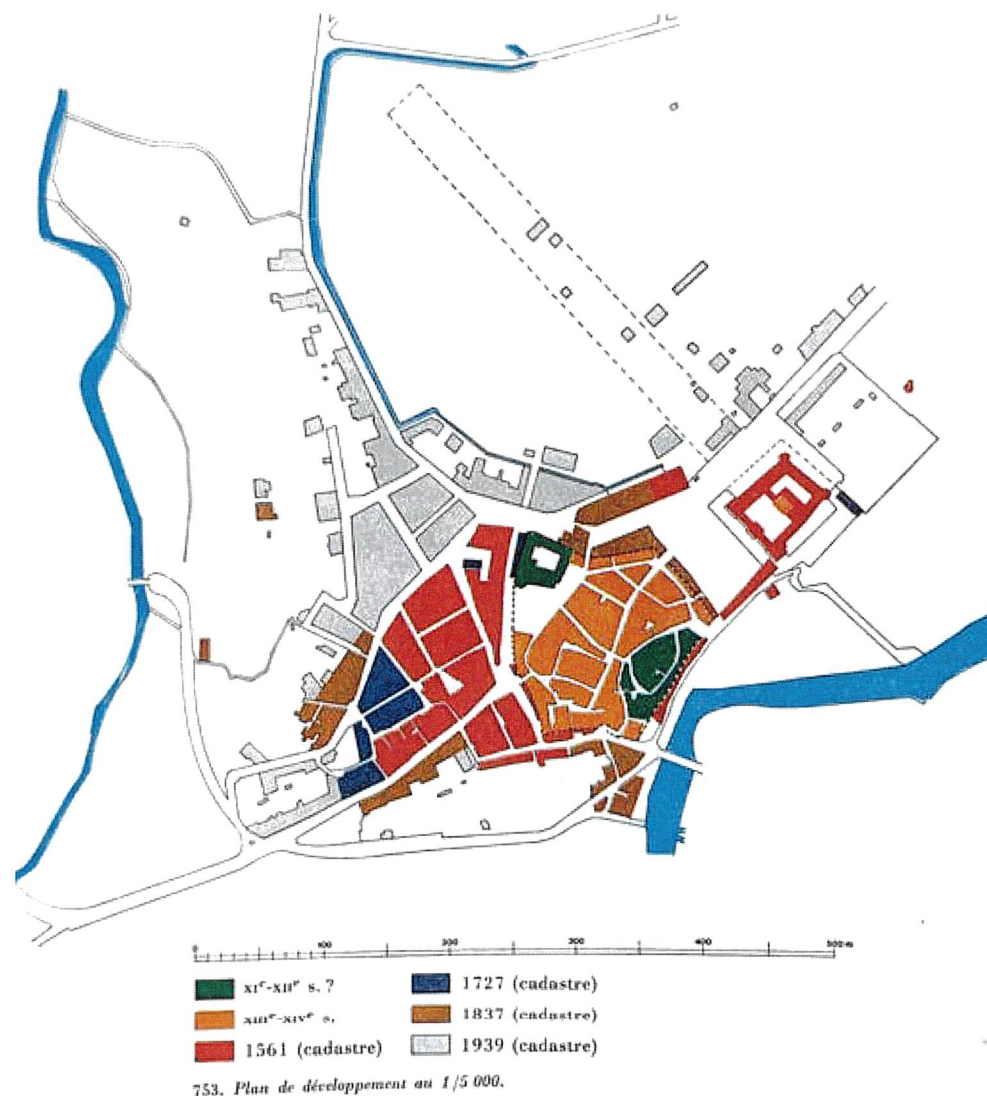 0 100 200 200 400 500 m
XIᵉ-XIIᵉ s. ?
XIIIᵉ-XIVᵉ s.
1561 (cadastre)
1727 (cadastre)
1837 (cadastre)
1939 (cadastre)
753. Plan de développement au 1/5 000.